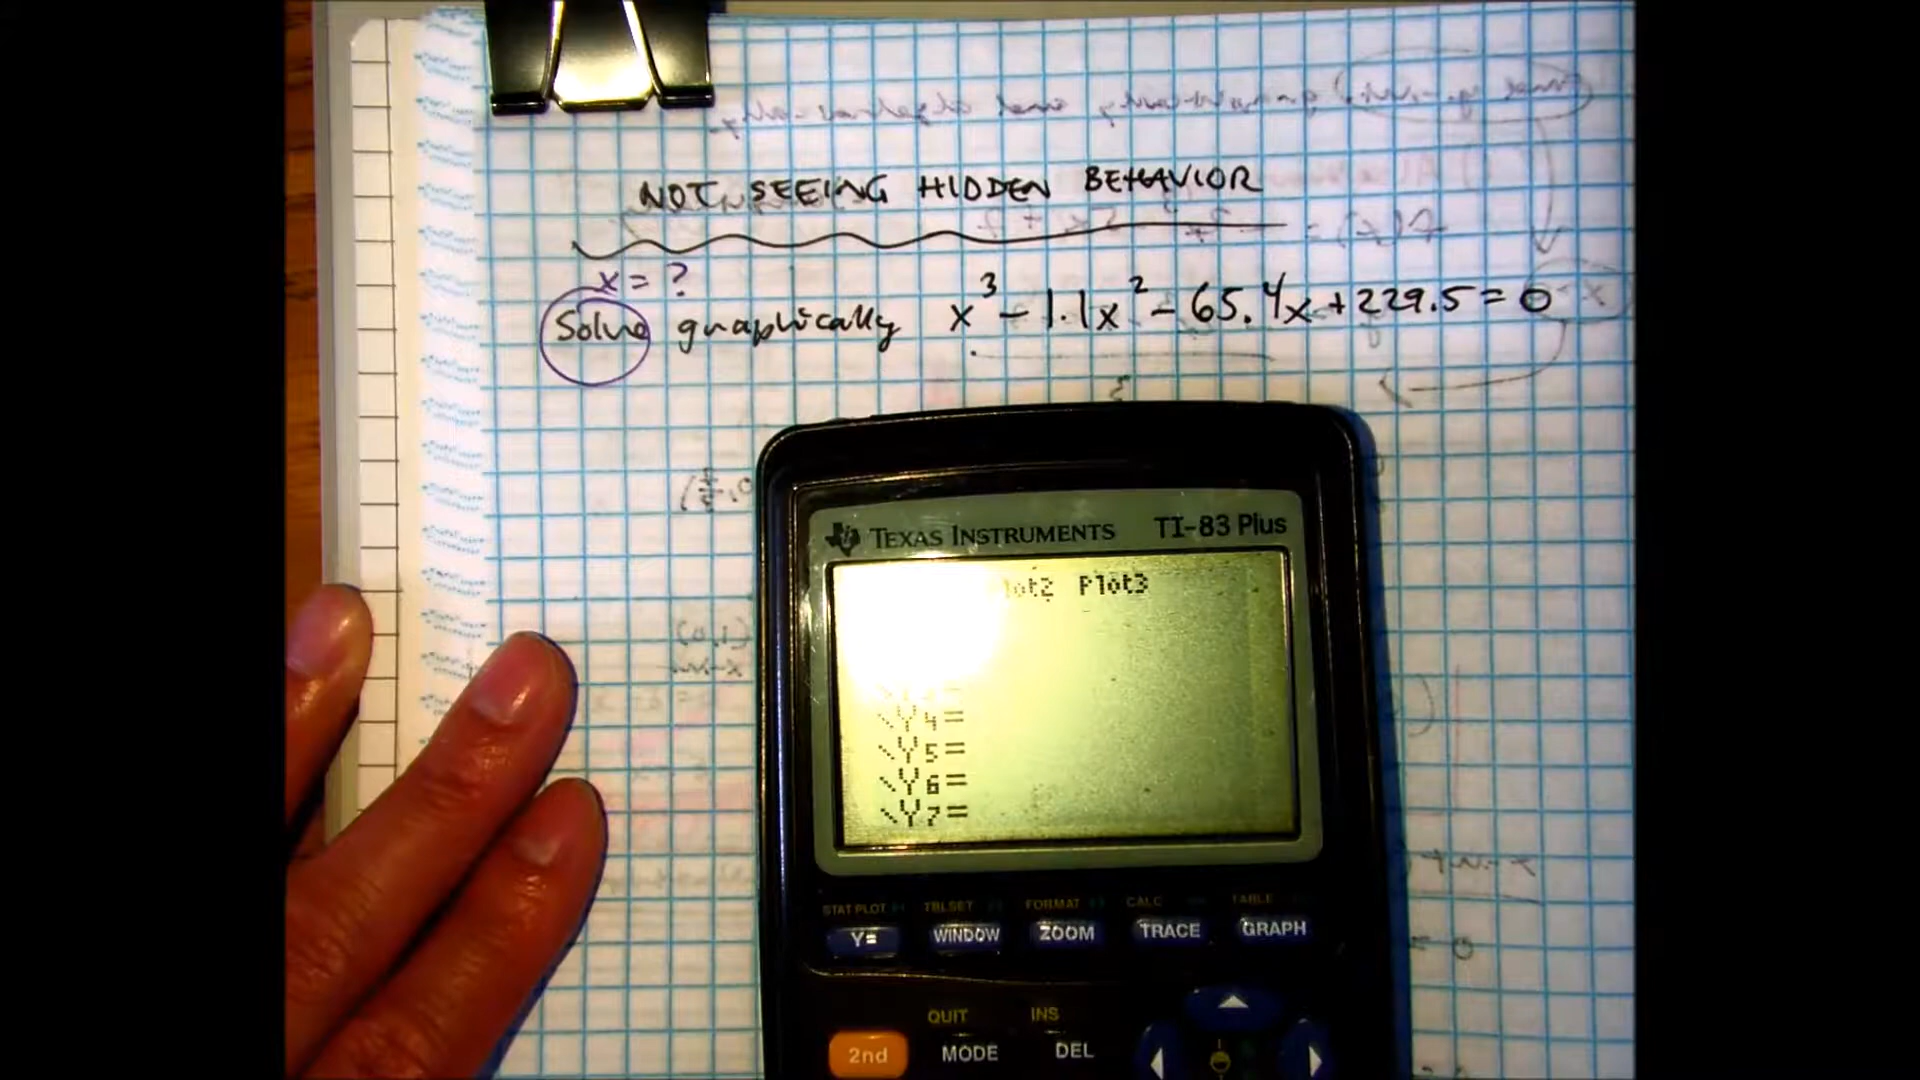 NOT SEEING HIDDEN BEHAVIOR
x = ?
Solve graphically x³ - 1.1x² - 65.4x + 229.5 = 0
TEXAS INSTRUMENTS TI-83 Plus
Plot3
\Y4=
\Y5=
\Y6=
\Y7=
STAT PLOT TBLSET FORMAT CALC TABLE
Y= WINDOW ZOOM TRACE GRAPH
QUIT INS
2nd MODE DEL